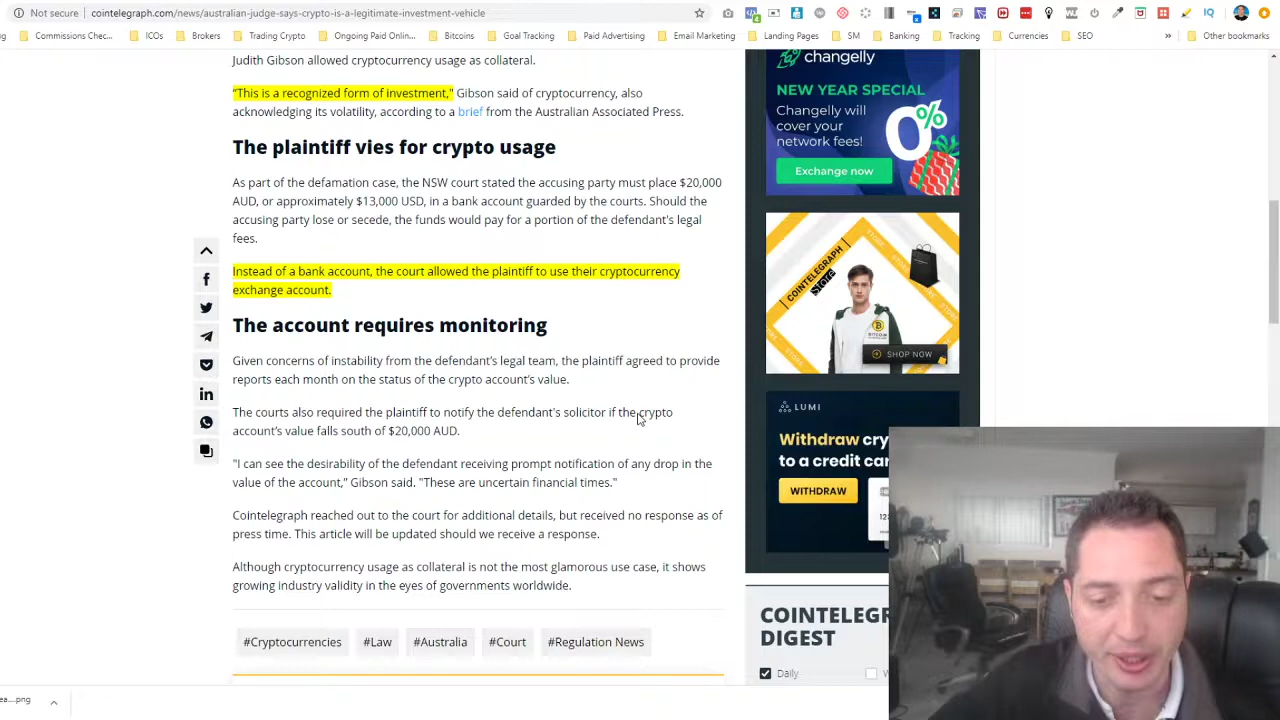 Not secure | cointelegraph.com/news/australian-judge-says-crypto-is-a-legitimate-investment-vehicle
Commissions Chec... ICOs Brokers Trading Crypto Ongoing Paid Onlin... Bitcoins Goal Tracking Paid Advertising Email Marketing Landing Pages SM Banking Tracking Currencies SEO » Other bookmarks
Judith Gibson allowed cryptocurrency usage as collateral.
“This is a recognized form of investment," Gibson said of cryptocurrency, also
acknowledging its volatility, according to a brief from the Australian Associated Press.
The plaintiff vies for crypto usage
As part of the defamation case, the NSW court stated the accusing party must place $20,000
AUD, or approximately $13,000 USD, in a bank account guarded by the courts. Should the
accusing party lose or secede, the funds would pay for a portion of the defendant's legal
fees.
Instead of a bank account, the court allowed the plaintiff to use their cryptocurrency
exchange account.
The account requires monitoring
Given concerns of instability from the defendant’s legal team, the plaintiff agreed to provide
reports each month on the status of the crypto account’s value.
The courts also required the plaintiff to notify the defendant's solicitor if the crypto
account’s value falls south of $20,000 AUD.
"I can see the desirability of the defendant receiving prompt notification of any drop in the
value of the account,” Gibson said. "These are uncertain financial times."
Cointelegraph reached out to the court for additional details, but received no response as of
press time. This article will be updated should we receive a response.
Although cryptocurrency usage as collateral is not the most glamorous use case, it shows
growing industry validity in the eyes of governments worldwide.
#Cryptocurrencies #Law #Australia #Court #Regulation News
changelly
NEW YEAR SPECIAL
Changelly will
cover your
network fees!
0%
Exchange now
STORE
COINTELEGRAPH
Store
BITCOIN
SHOP NOW
LUMI
Withdraw cry
to a credit car
WITHDRAW
COINTELEGR
DIGEST
Daily
ea....png